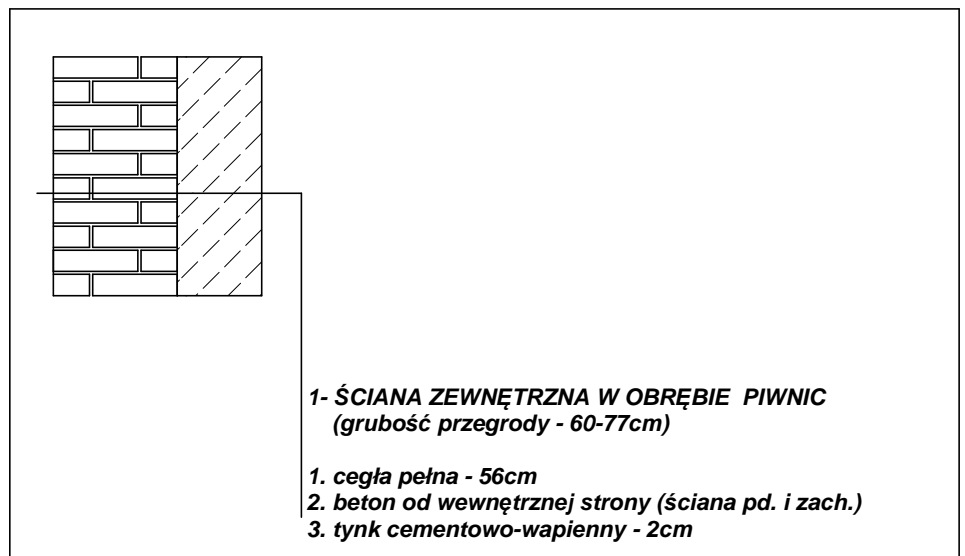 1- ŚCIANA ZEWNĘTRZNA W OBRĘBIE PIWNIC
(grubość przegrody - 60-77cm)
1. cegła pełna - 56cm
2. beton od wewnętrznej strony (ściana pd. i zach.)
3. tynk cementowo-wapienny - 2cm